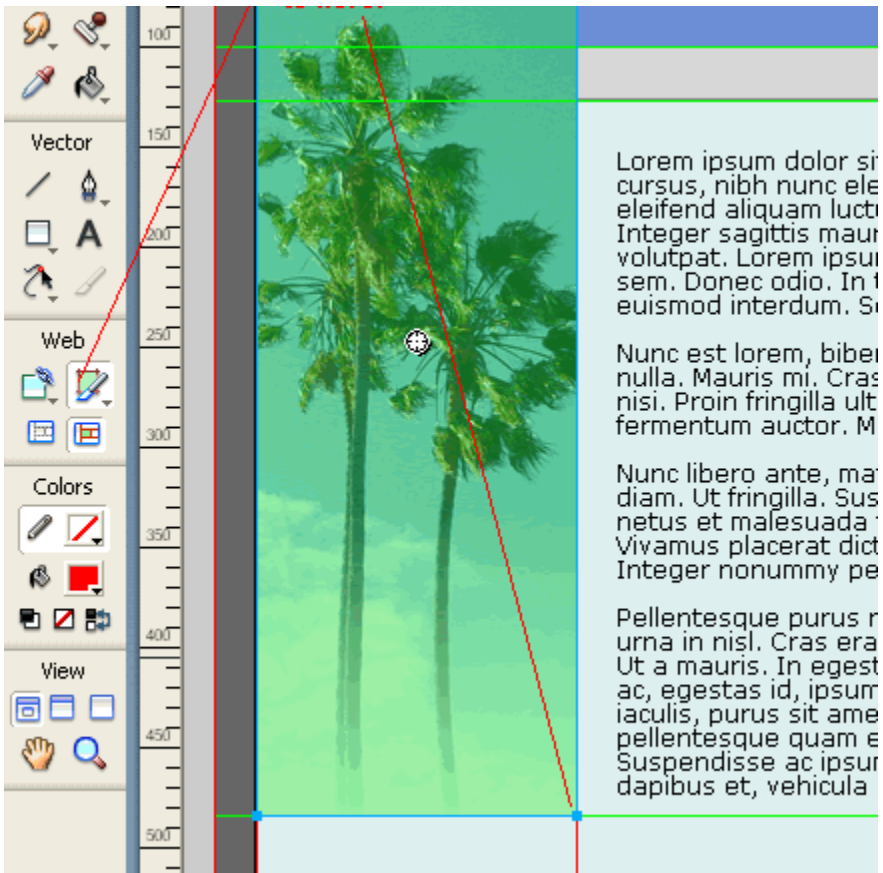 Vector
Web
Colors
View
100
150
200
250
300
350
400
450
500
Lorem ipsum dolor sit
cursus, nibh nunc ele
eleifend aliquam luctu
Integer sagittis maur
volutpat. Lorem ipsu
sem. Donec odio. In t
euismod interdum. S
Nunc est lorem, biber
nulla. Mauris mi. Cras
nisi. Proin fringilla ult
fermentum auctor. M
Nunc libero ante, mat
diam. Ut fringilla. Sus
netus et malesuada
Vivamus placerat dict
Integer nonummy pe
Pellentesque purus
urna in nisl. Cras era
Ut a mauris. In egest
ac, egestas id, ipsum
iaculis, purus sit ame
pellentesque quam e
Suspendisse ac ipsu
dapibus et, vehicula